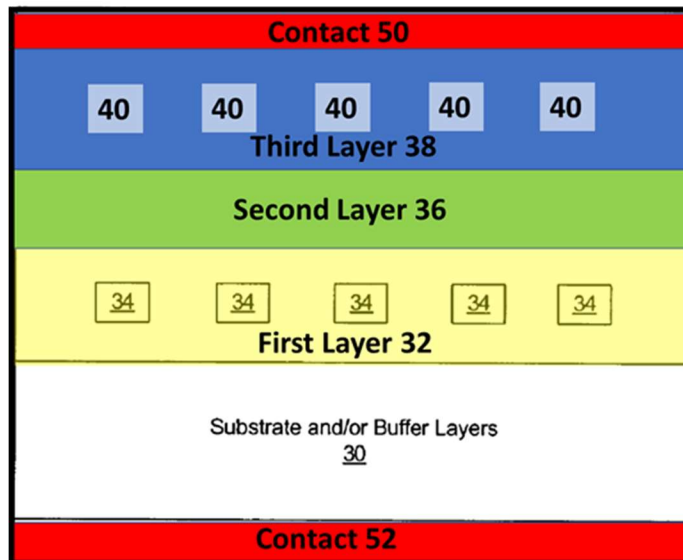 Contact 50
40 40 40 40 40
Third Layer 38
Second Layer 36
34 34 34 34 34
First Layer 32
Substrate and/or Buffer Layers
30
Contact 52